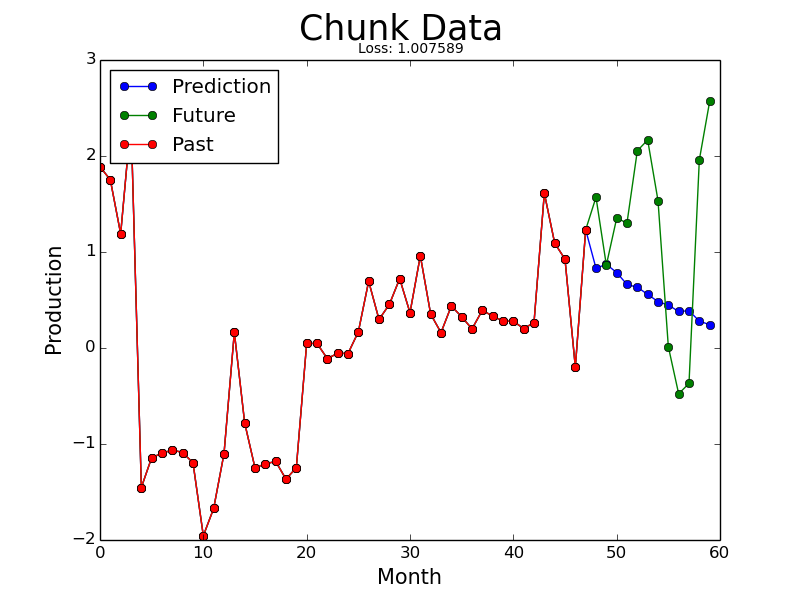 Chunk Data
Loss: 1.007589
Prediction
Future
Past
3
2
1
0
−1
−2
Production
0 10 20 30 40 50 60
Month